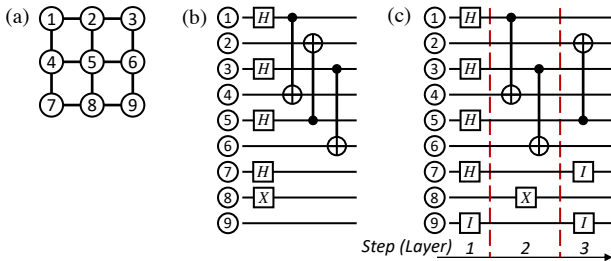 (a)
1 2 3
4 5 6
7 8 9
(b)
1 H
2
3 H
4
5 H
6
7 H
8 X
9
(c)
1 H
2
3 H
4
5 H
6
7 H I
8 X
9 I I
Step (Layer) 1 2 3